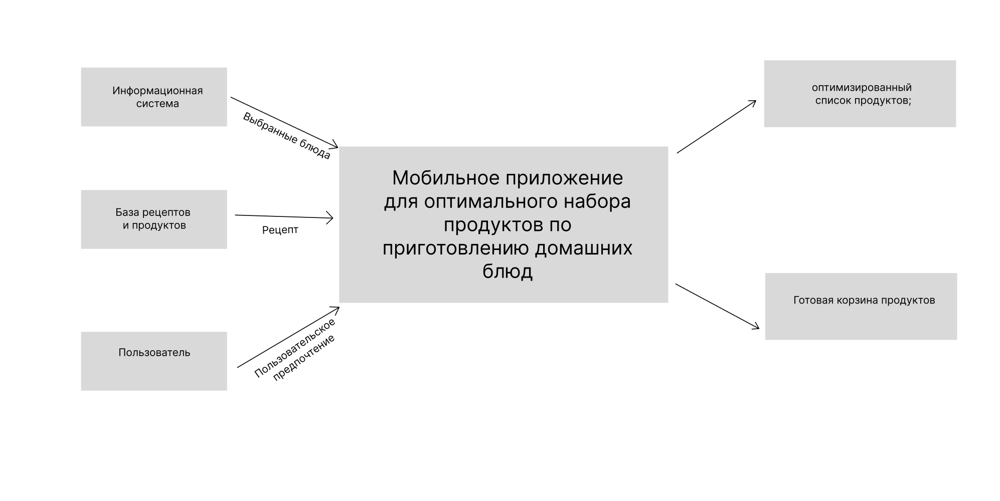 Информационная
система
Выбранные блюда
База рецептов
и продуктов
Рецепт
Пользователь
Пользовательское
предпочтение
Мобильное приложение
для оптимального набора
продуктов по
приготовлению домашних
блюд
оптимизированный
список продуктов;
Готовая корзина продуктов